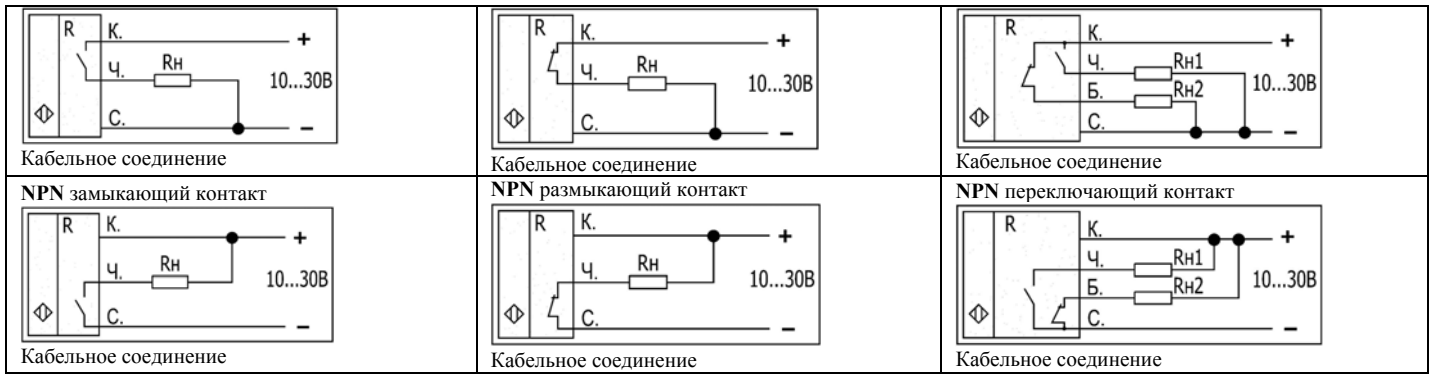 R К. +
Ч. Rн
10...30В
С. –
Кабельное соединение
R К. +
Ч. Rн
10...30В
С. –
Кабельное соединение
R К. +
Ч. Rн1
10...30В
Б. Rн2
С. –
Кабельное соединение
NPN замыкающий контакт
R К. +
Ч. Rн
10...30В
С. –
Кабельное соединение
NPN размыкающий контакт
R К. +
Ч. Rн
10...30В
С. –
Кабельное соединение
NPN переключающий контакт
R К. +
Ч. Rн1
10...30В
Б. Rн2
С. –
Кабельное соединение